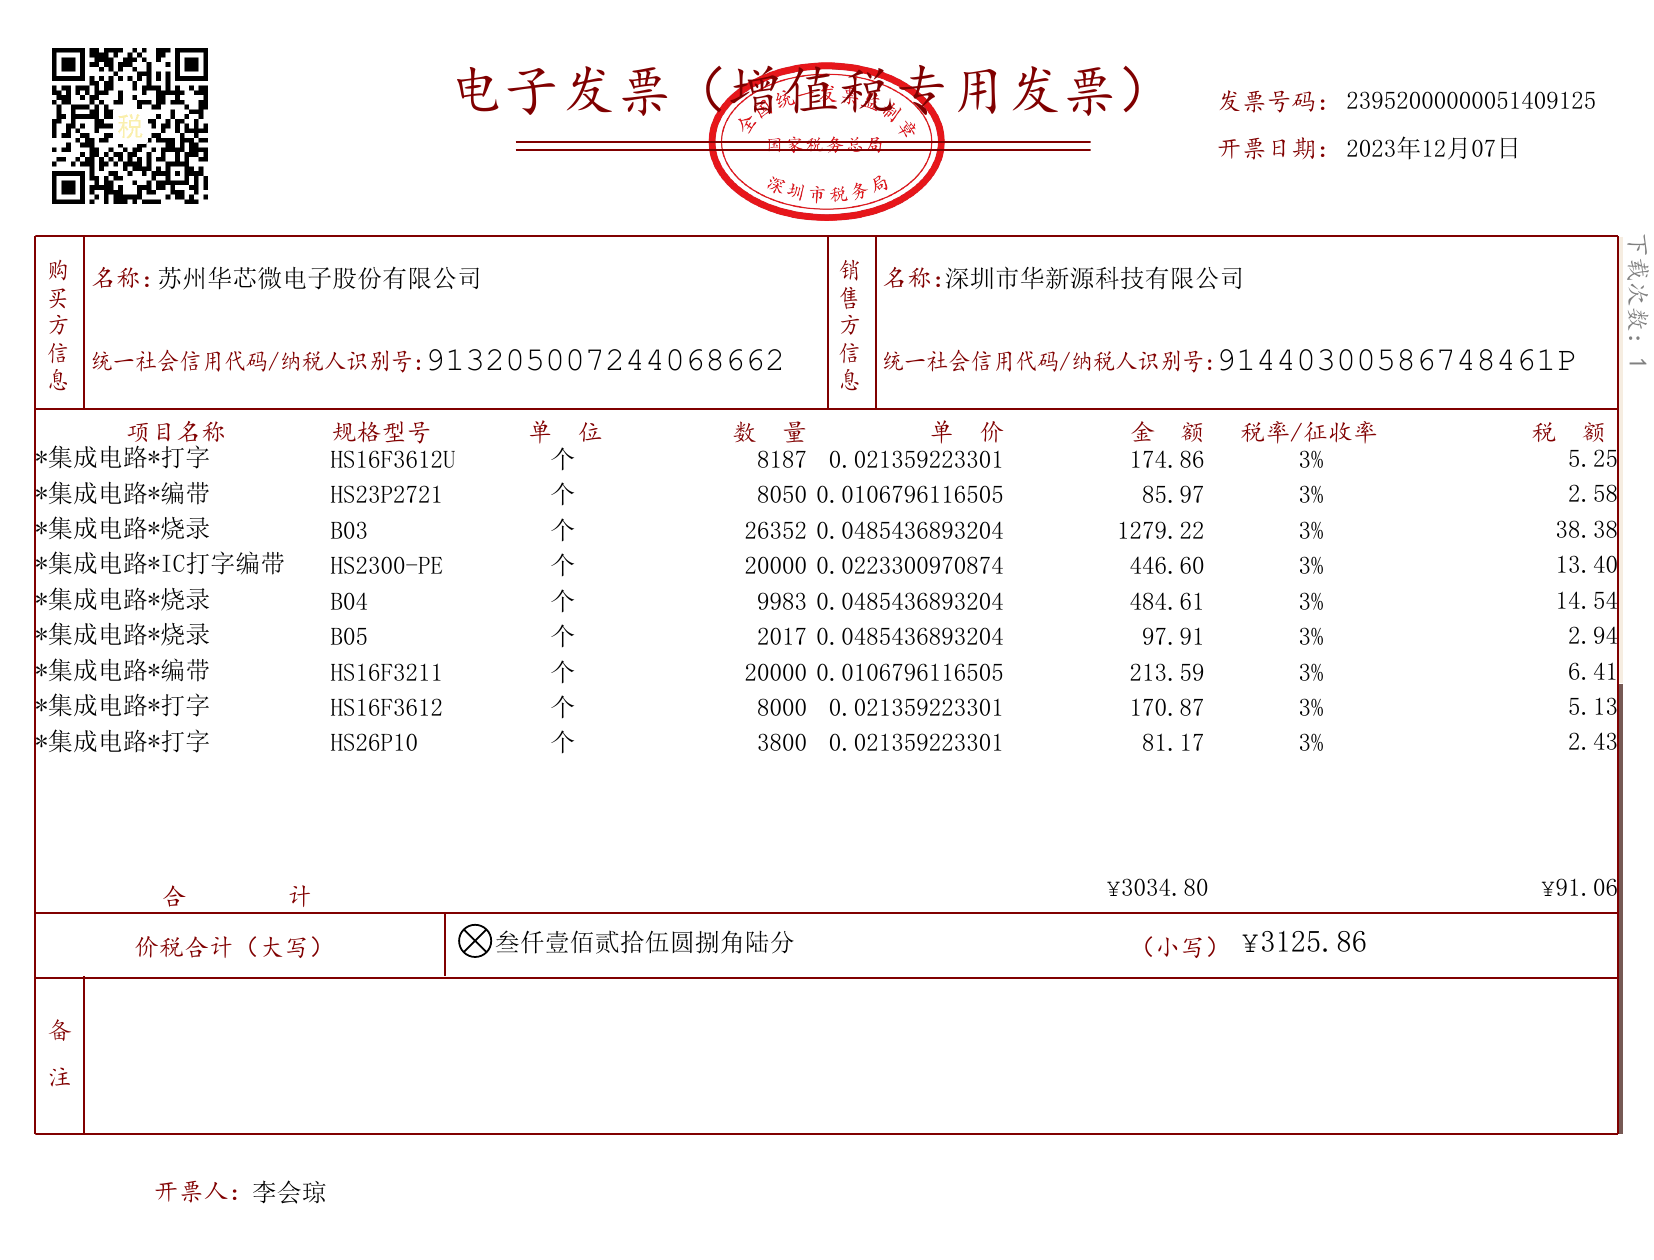 电子发票（增值税专用发票）
全国统一发票监制章
国家税务总局
深圳市税务局
税
发票号码：23952000000051409125
开票日期：2023年12月07日
下载次数：1
购买方信息
名称：苏州华芯微电子股份有限公司
统一社会信用代码/纳税人识别号：913205007244068662
销售方信息
名称：深圳市华新源科技有限公司
统一社会信用代码/纳税人识别号：91440300586748461P
项目名称 规格型号 单 位 数 量 单 价 金 额 税率/征收率 税 额
*集成电路*打字 HS16F3612U 个 8187 0.021359223301 174.86 3% 5.25
*集成电路*编带 HS23P2721 个 8050 0.0106796116505 85.97 3% 2.58
*集成电路*烧录 B03 个 26352 0.0485436893204 1279.22 3% 38.38
*集成电路*IC打字编带 HS2300-PE 个 20000 0.0223300970874 446.60 3% 13.40
*集成电路*烧录 B04 个 9983 0.0485436893204 484.61 3% 14.54
*集成电路*烧录 B05 个 2017 0.0485436893204 97.91 3% 2.94
*集成电路*编带 HS16F3211 个 20000 0.0106796116505 213.59 3% 6.41
*集成电路*打字 HS16F3612 个 8000 0.021359223301 170.87 3% 5.13
*集成电路*打字 HS26P10 个 3800 0.021359223301 81.17 3% 2.43
合 计 ¥3034.80 ¥91.06
价税合计（大写） 叁仟壹佰贰拾伍圆捌角陆分 （小写）¥3125.86
备注
开票人：李会琼